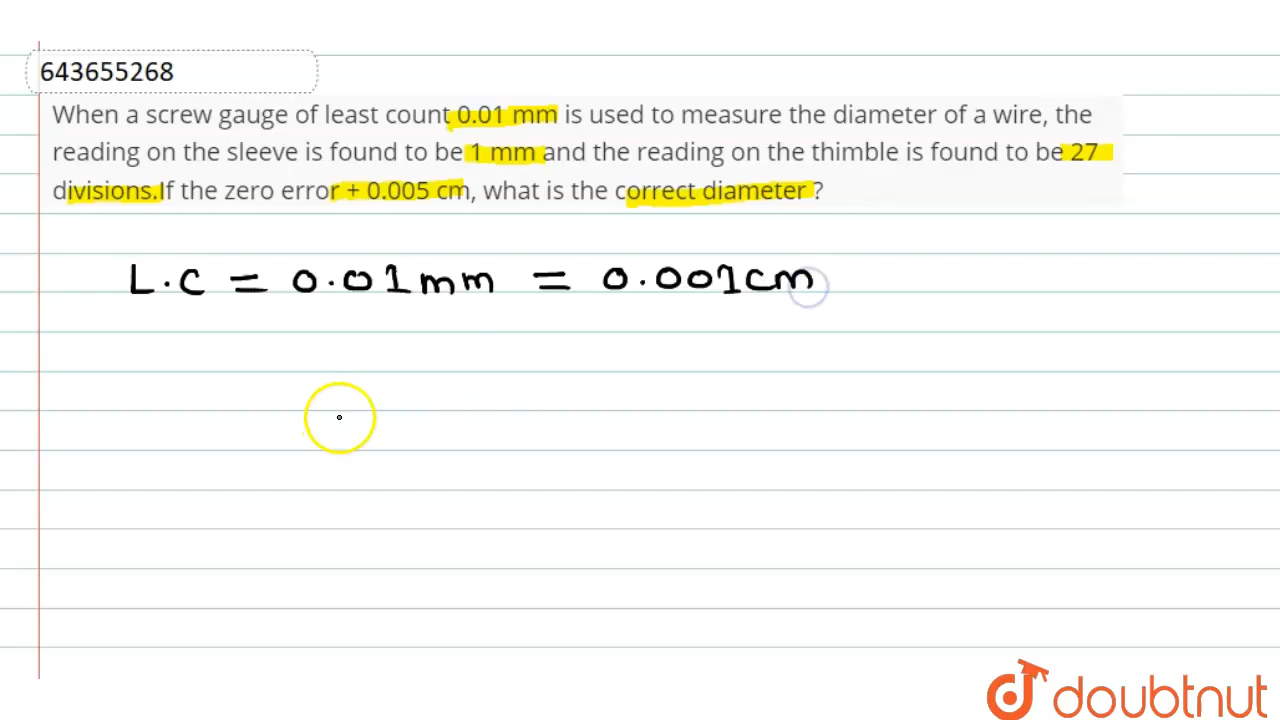 643655268
When a screw gauge of least count 0.01 mm is used to measure the diameter of a wire, the
reading on the sleeve is found to be 1 mm and the reading on the thimble is found to be 27
divisions.If the zero error + 0.005 cm, what is the correct diameter ?
L.C = 0.01mm = 0.001cm
doubtnut